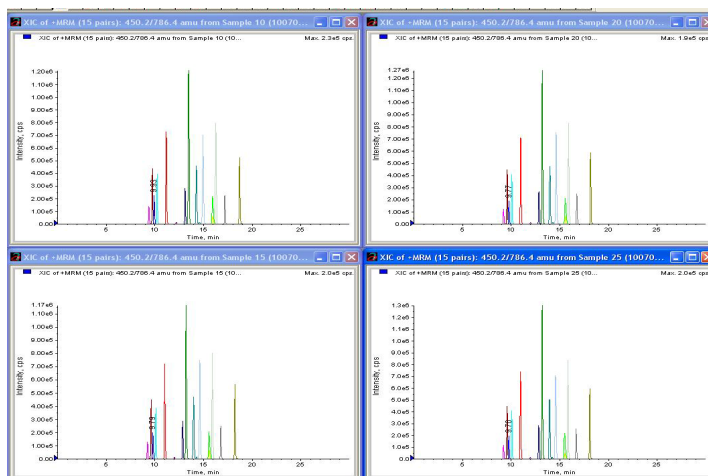 XIC of +MRM (15 pairs): 450.2/786.4 amu from Sample 10 (10070...
XIC of +MRM (15 pairs): 450.2/786.4 amu from Sample 10 (10...
Max. 2.3e5 cps.
1.20e6
1.10e6
1.00e6
9.00e5
8.00e5
7.00e5
6.00e5
5.00e5
4.00e5
3.00e5
2.00e5
1.00e5
0.00
Intensity, cps
5
10
15
20
25
Time, min
XIC of +MRM (15 pairs): 450.2/786.4 amu from Sample 20 (10070...
XIC of +MRM (15 pairs): 450.2/786.4 amu from Sample 20 (10...
Max. 1.9e5 cps.
1.27e6
1.20e6
1.10e6
1.00e6
9.00e5
8.00e5
7.00e5
6.00e5
5.00e5
4.00e5
3.00e5
2.00e5
1.00e5
0.00
Intensity, cps
9.77
5
10
15
20
25
Time, min
XIC of +MRM (15 pairs): 450.2/786.4 amu from Sample 15 (10070...
XIC of +MRM (15 pairs): 450.2/786.4 amu from Sample 15 (10...
Max. 2.0e5 cps.
1.17e6
1.10e6
1.00e6
9.00e5
8.00e5
7.00e5
6.00e5
5.00e5
4.00e5
3.00e5
2.00e5
1.00e5
0.00
Intensity, cps
9.79
5
10
15
20
25
Time, min
XIC of +MRM (15 pairs): 450.2/786.4 amu from Sample 25 (10070...
XIC of +MRM (15 pairs): 450.2/786.4 amu from Sample 25 (10...
Max. 2.0e5 cps.
1.3e6
1.2e6
1.1e6
1.0e6
9.0e5
8.0e5
7.0e5
6.0e5
5.0e5
4.0e5
3.0e5
2.0e5
1.0e5
0.0
Intensity, cps
5
10
15
20
25
Time, min